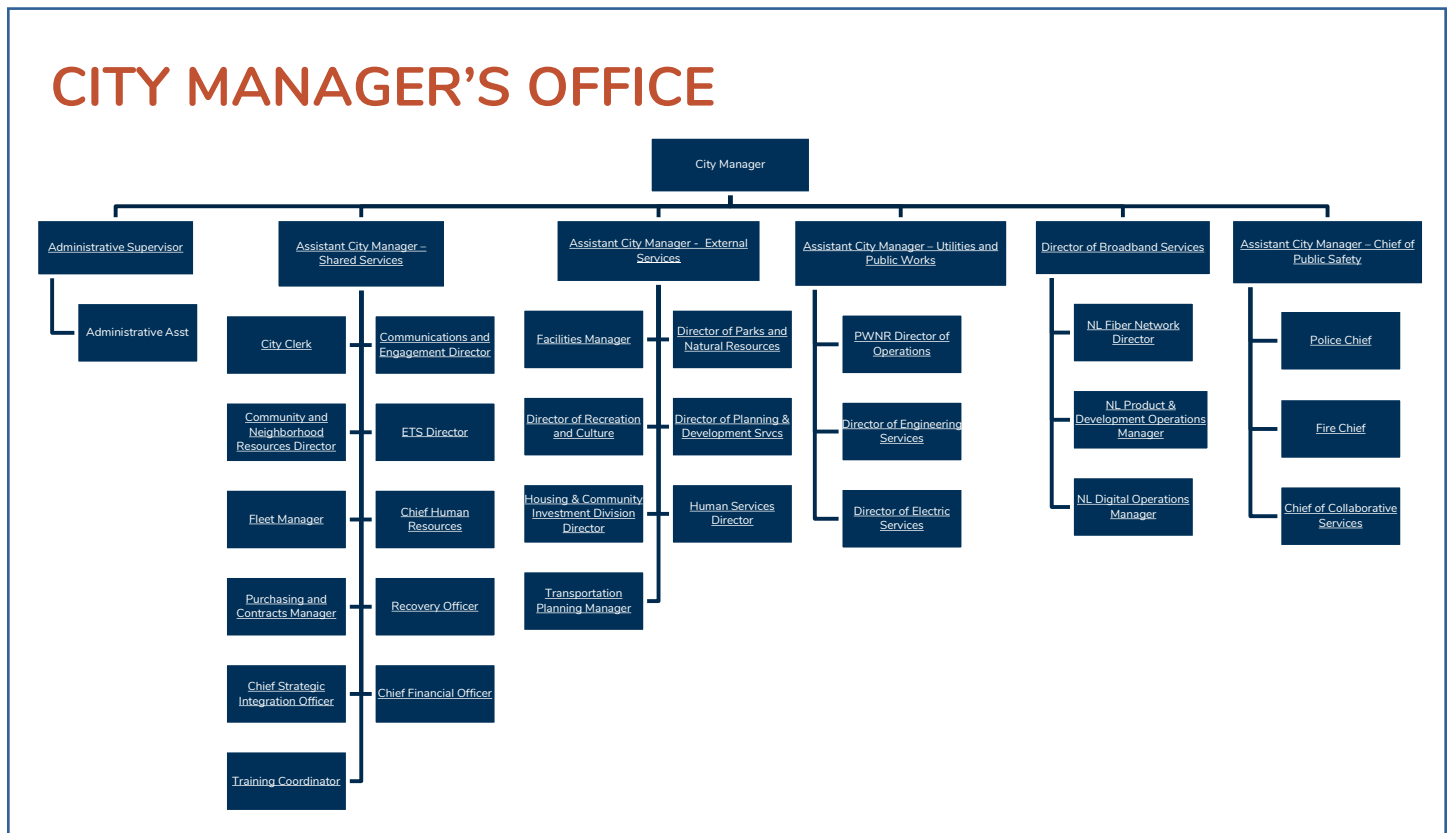 CITY MANAGER’S OFFICE
City Manager
Administrative Supervisor
Administrative Asst
Assistant City Manager –
Shared Services
City Clerk
Communications and
Engagement Director
Community and
Neighborhood
Resources Director
ETS Director
Fleet Manager
Chief Human
Resources
Purchasing and
Contracts Manager
Recovery Officer
Chief Strategic
Integration Officer
Chief Financial Officer
Training Coordinator
Assistant City Manager - External
Services
Facilities Manager
Director of Parks and
Natural Resources
Director of Recreation
and Culture
Director of Planning &
Development Srvcs
Housing & Community
Investment Division
Director
Human Services
Director
Transportation
Planning Manager
Assistant City Manager – Utilities and
Public Works
PWNR Director of
Operations
Director of Engineering
Services
Director of Electric
Services
Director of Broadband Services
NL Fiber Network
Director
NL Product &
Development Operations
Manager
NL Digital Operations
Manager
Assistant City Manager – Chief of
Public Safety
Police Chief
Fire Chief
Chief of Collaborative
Services